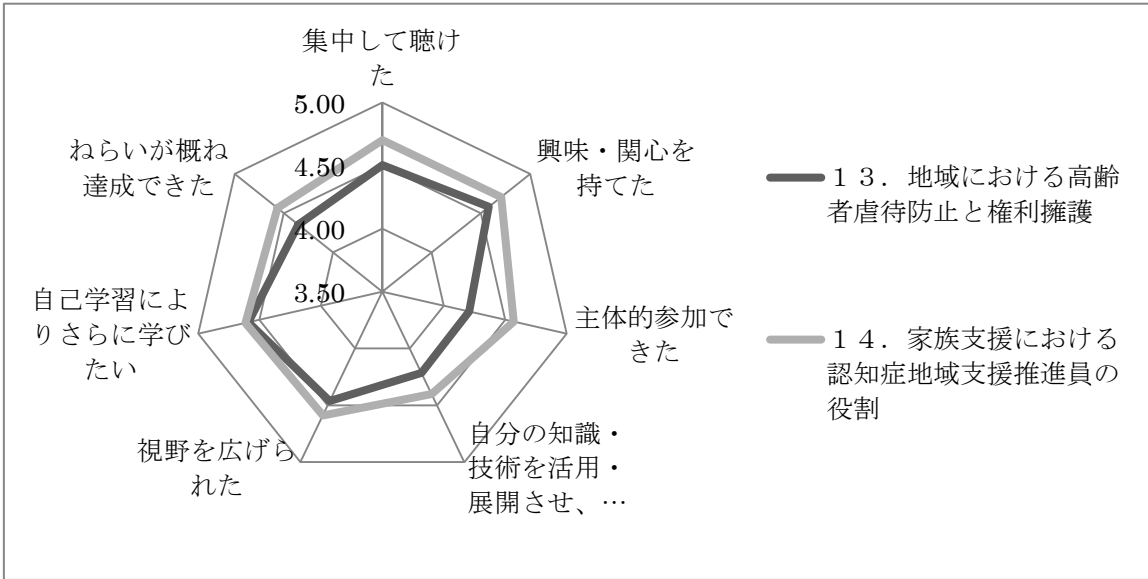 集中して聴け
た
5.00
4.50
4.00
3.50
興味・関心を
持てた
主体的参加で
きた
自分の知識・
技術を活用・
展開させ、…
視野を広げら
れた
自己学習によ
りさらに学び
たい
ねらいが概ね
達成できた
１３．地域における高齢
者虐待防止と権利擁護
１４．家族支援における
認知症地域支援推進員の
役割